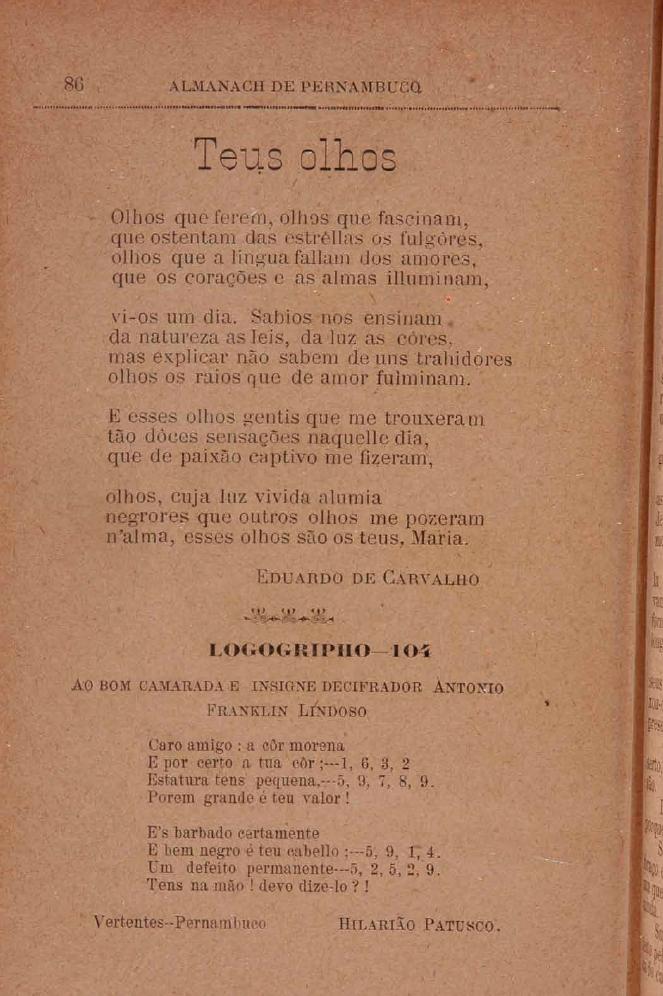 86 ALMANACH DE PERNAMBUCO
Teus olhos
Olhos que ferem, olhos que fascinam,
que ostentam das estrêllas os fulgôres,
olhos que a lingua fallam dos amores,
que os corações e as almas illuminam,
vi-os um dia. Sabios nos ensinam
da natureza as leis, da luz as côres,
mas explicar não sabem de uns trahidores
olhos os raios que de amor fulminam.
E esses olhos gentis que me trouxeram
tão dôces sensações naquelle dia,
que de paixão captivo me fizeram,
olhos, cuja luz vivida alumia
negrores que outros olhos me pozeram
n'alma, esses olhos são os teus, Maria.
EDUARDO DE CARVALHO
LOGOGRIPHO—104
AO BOM CAMARADA E INSIGNE DECIFRADOR ANTONIO
FRANKLIN LINDOSO
Caro amigo : a côr morena
E por certo a tua côr ;---1, 6, 3, 2
Estatura tens pequena,---5, 9, 7, 8, 9.
Porem grande é teu valor !
E's barbado certamente
E bem negro é teu cabello ;---5, 9, 1, 4.
Um defeito permanente---5, 2, 5, 2, 9.
Tens na mão ! devo dize-lo ? !
Vertentes--Pernambuco HILARIÃO PATUSCO.